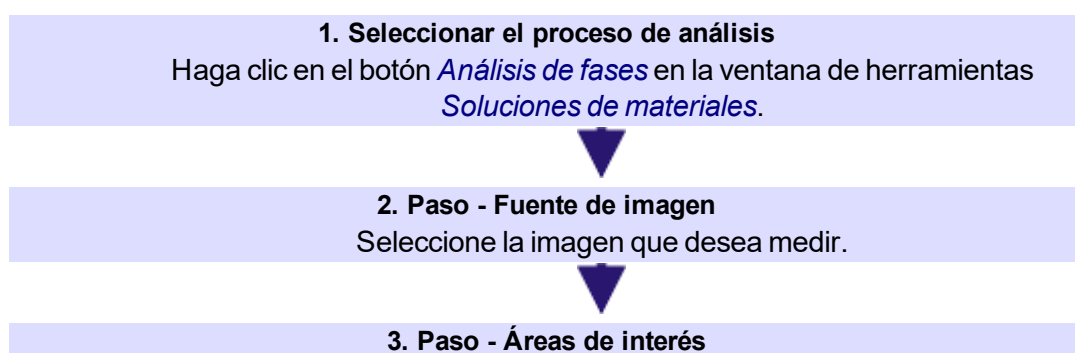 1. Seleccionar el proceso de análisis
Haga clic en el botón Análisis de fases en la ventana de herramientas
Soluciones de materiales.
2. Paso - Fuente de imagen
Seleccione la imagen que desea medir.
3. Paso - Áreas de interés